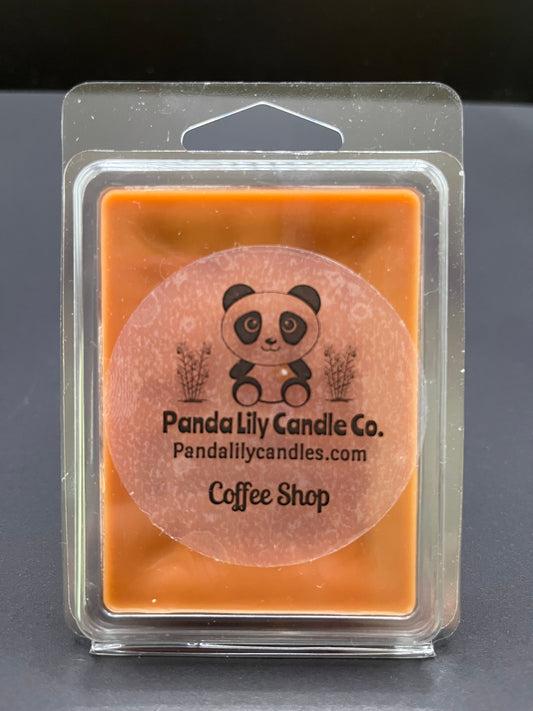 Panda Lily Candle Co.
Pandalilycandles.com
Coffee Shop